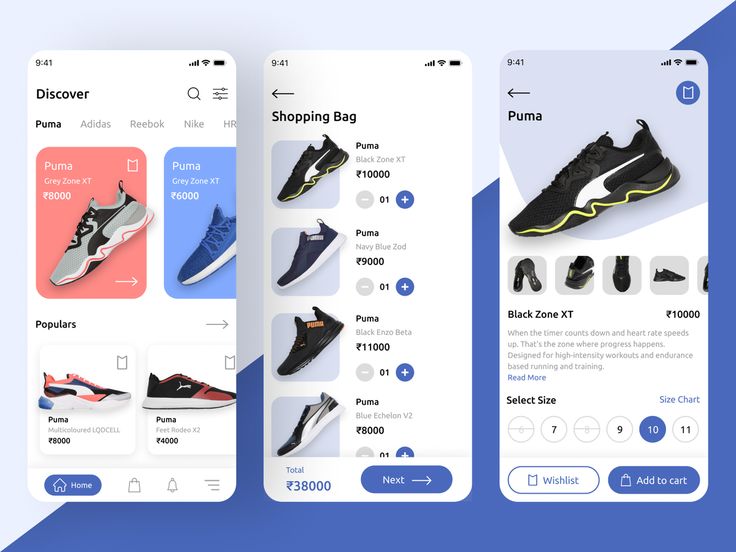 9:41
Discover
Puma Adidas Reebok Nike HR
Puma
Grey Zone XT
₹8000
Puma
Grey Zone XT
₹6000
Populars
Puma
Multicoloured LQDCELL
₹8000
Puma
Feet Rodeo X2
₹4000
Home
9:41
Shopping Bag
Puma
Black Zone XT
₹10000
01
Puma
Navy Blue Zod
₹9000
01
PUMA
Puma
Black Enzo Beta
₹11000
01
Puma
Blue Echelon V2
₹8000
01
Total
₹38000
Next
9:41
Puma
Black Zone XT ₹10000
When the timer counts down and heart rate speeds
up. That's the zone where progress happens.
Designed for high-intensity workouts and endurance
based running and training.
Read More
Select Size Size Chart
6 7 8 9 10 11
Wishlist Add to cart